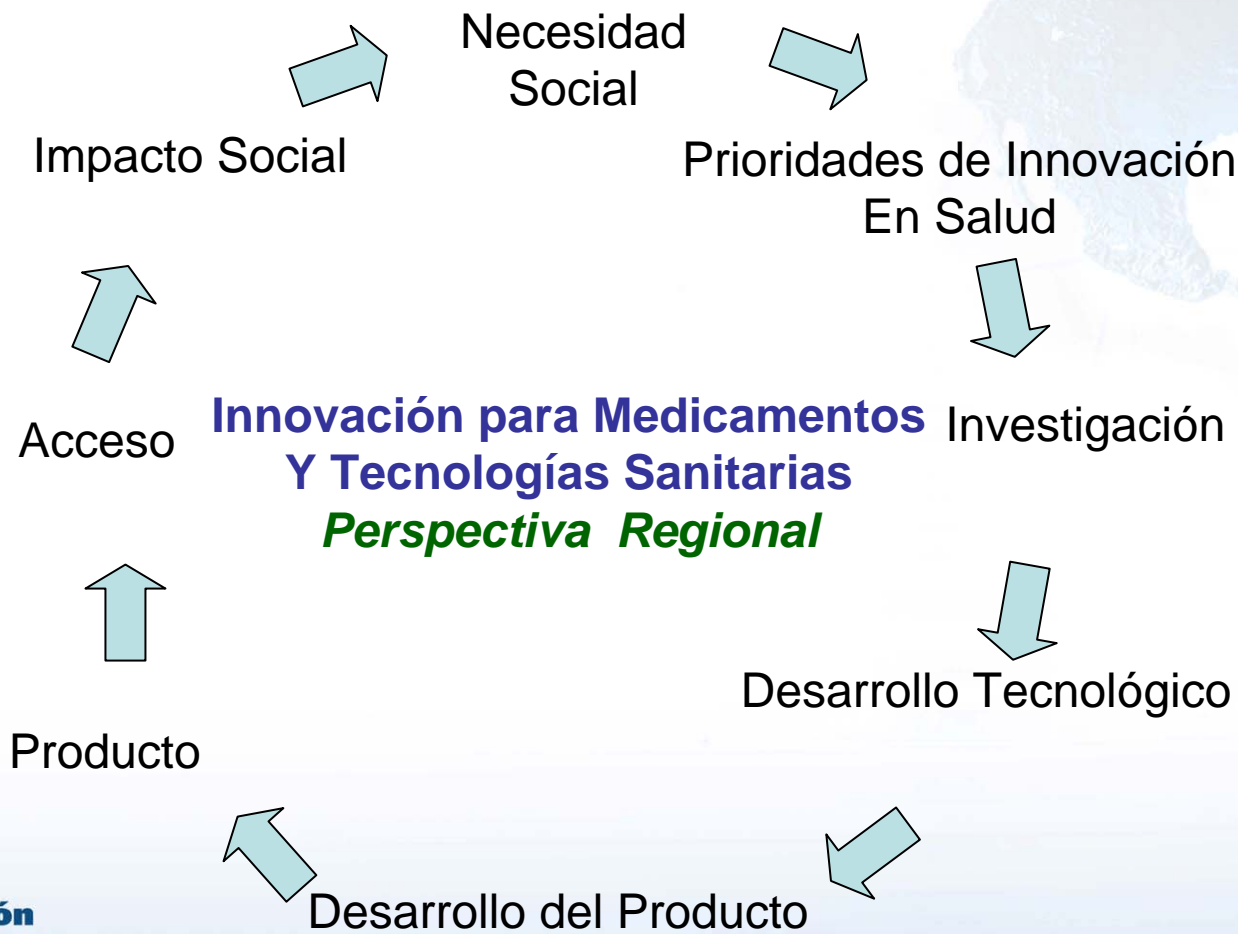 Necesidad
Social
Impacto Social
Prioridades de Innovación
En Salud
Acceso
Innovación para Medicamentos
Y Tecnologías Sanitarias
Perspectiva Regional
Investigación
Desarrollo Tecnológico
Producto
Desarrollo del Producto
ón